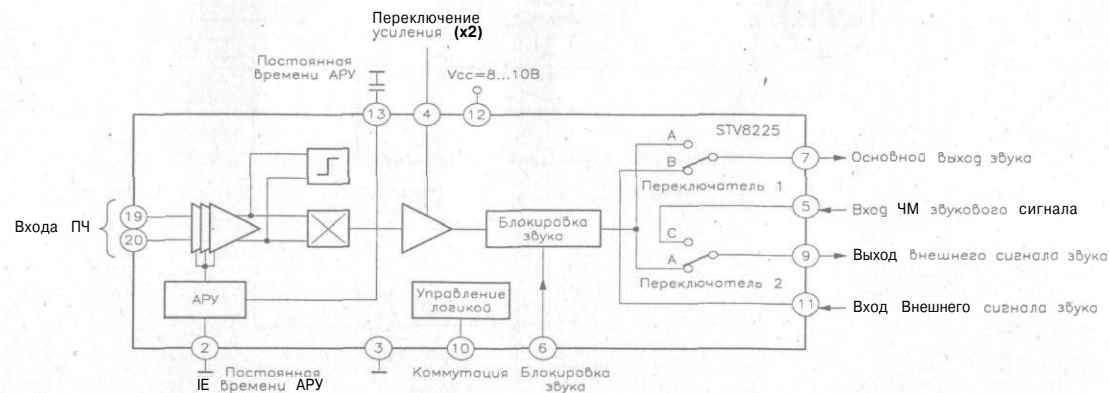 Переключение
усиления (x2)
Постоянная
времени АРУ
Vcc=8...10В
13
4
12
STV8225
A
B
7
Основной выход звука
Переключатель 1
5
Вход ЧМ звукового сигнала
19
Входа ПЧ
20
Блокировка
звука
C
A
9
Выход внешнего сигнала звука
Переключатель 2
АРУ
Управление
логикой
11
Вход Внешнего сигнала звука
2
3
10
6
IE Постоянная
времени АРУ
Коммутация
Блокировка
звука